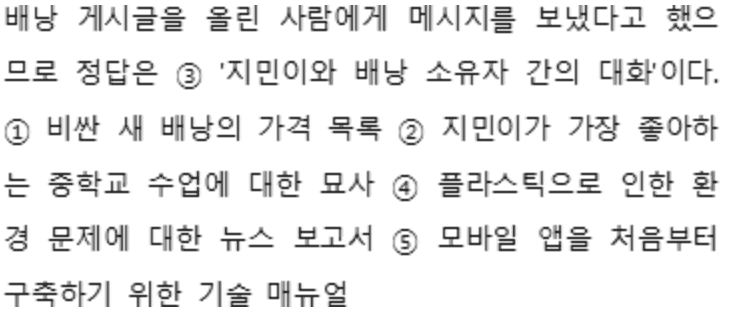 배낭 게시글을 올린 사람에게 메시지를 보냈다고 했으
므로 정답은 ③ '지민이와 배낭 소유자 간의 대화'이다.
① 비싼 새 배낭의 가격 목록 ② 지민이가 가장 좋아하
는 중학교 수업에 대한 묘사 ④ 플라스틱으로 인한 환
경 문제에 대한 뉴스 보고서 ⑤ 모바일 앱을 처음부터
구축하기 위한 기술 매뉴얼